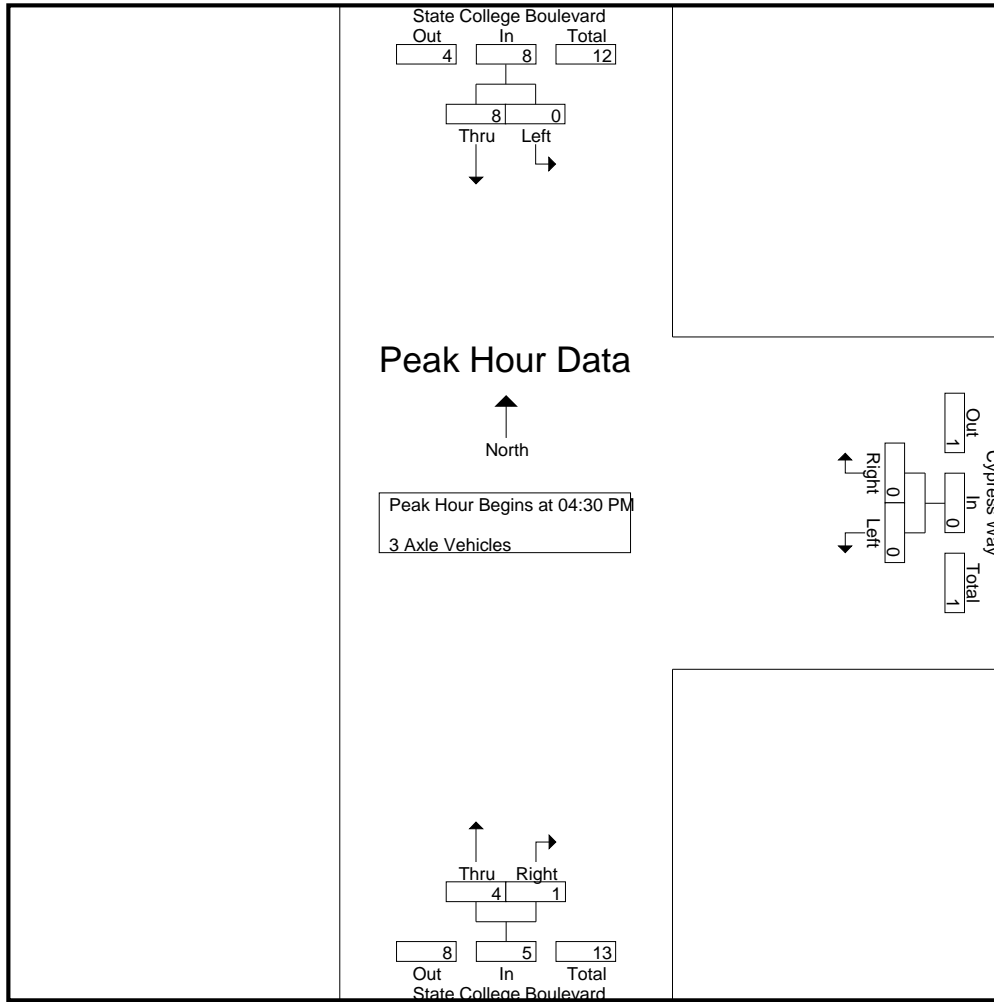 State College Boulevard
Out In Total
4 8 12
8 0
Thru Left
Peak Hour Data
North
Peak Hour Begins at 04:30 PM
3 Axle Vehicles
Cypress Way
Out In Total
1 0 1
0 0
Right Left
Thru Right
4 1
8 5 13
Out In Total
State College Boulevard